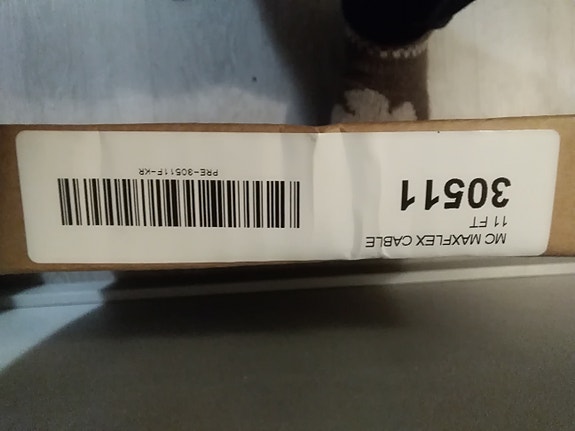 MC MAXFLEX CABLE
11 FT
30511
PRE-30511F-KR